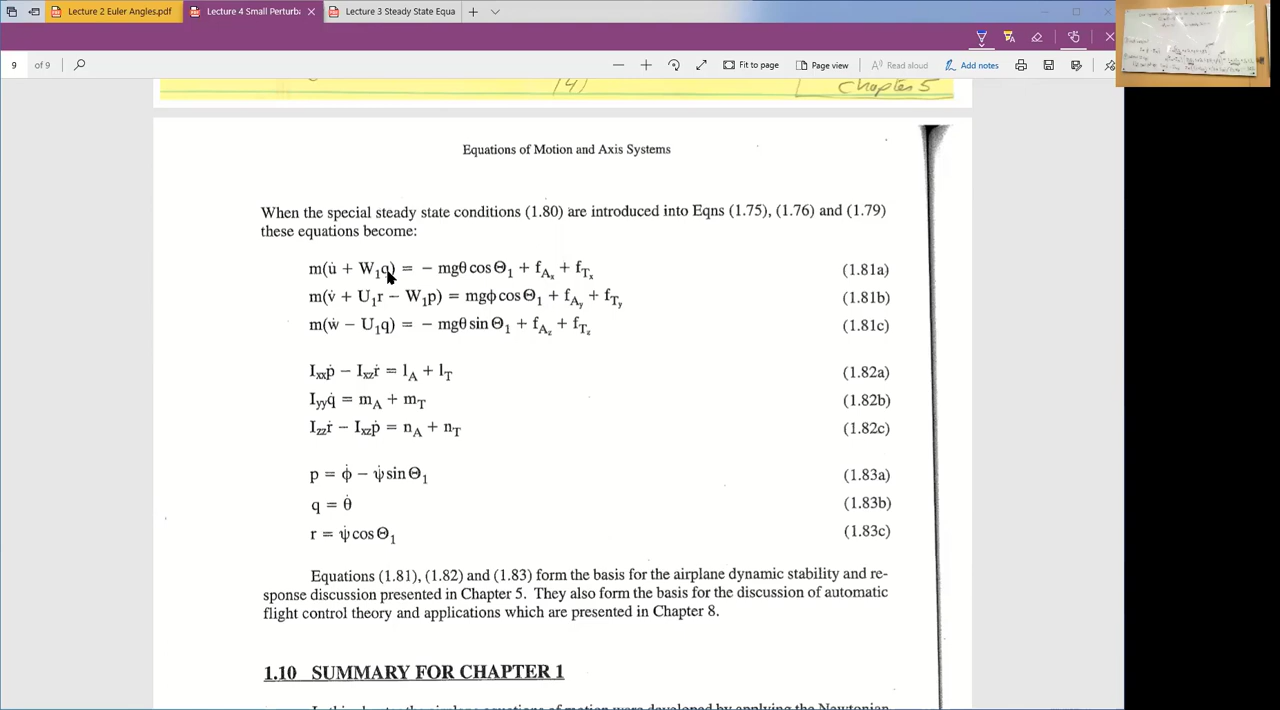 Lecture 2 Euler Angles.pdf
Lecture 4 Small Perturba
Lecture 3 Steady State Equa
9 of 9
Fit to page
Page view
Read aloud
Add notes
(4)
Chapter 5
Equations of Motion and Axis Systems
When the special steady state conditions (1.80) are introduced into Eqns (1.75), (1.76) and (1.79)
these equations become:
m(u̇ + W₁q) = − mgθ cos Θ₁ + f_Aₓ + f_Tₓ (1.81a)
m(v̇ + U₁r − W₁p) = mgϕ cos Θ₁ + f_A_y + f_T_y (1.81b)
m(ẇ − U₁q) = − mgθ sin Θ₁ + f_A_z + f_T_z (1.81c)
I_xxṗ − I_xzṙ = l_A + l_T (1.82a)
I_yyq̇ = m_A + m_T (1.82b)
I_zzṙ − I_xzṗ = n_A + n_T (1.82c)
p = ϕ̇ − ψ̇ sin Θ₁ (1.83a)
q = θ̇ (1.83b)
r = ψ̇ cos Θ₁ (1.83c)
Equations (1.81), (1.82) and (1.83) form the basis for the airplane dynamic stability and re-
sponse discussion presented in Chapter 5. They also form the basis for the discussion of automatic
flight control theory and applications which are presented in Chapter 8.
1.10 SUMMARY FOR CHAPTER 1